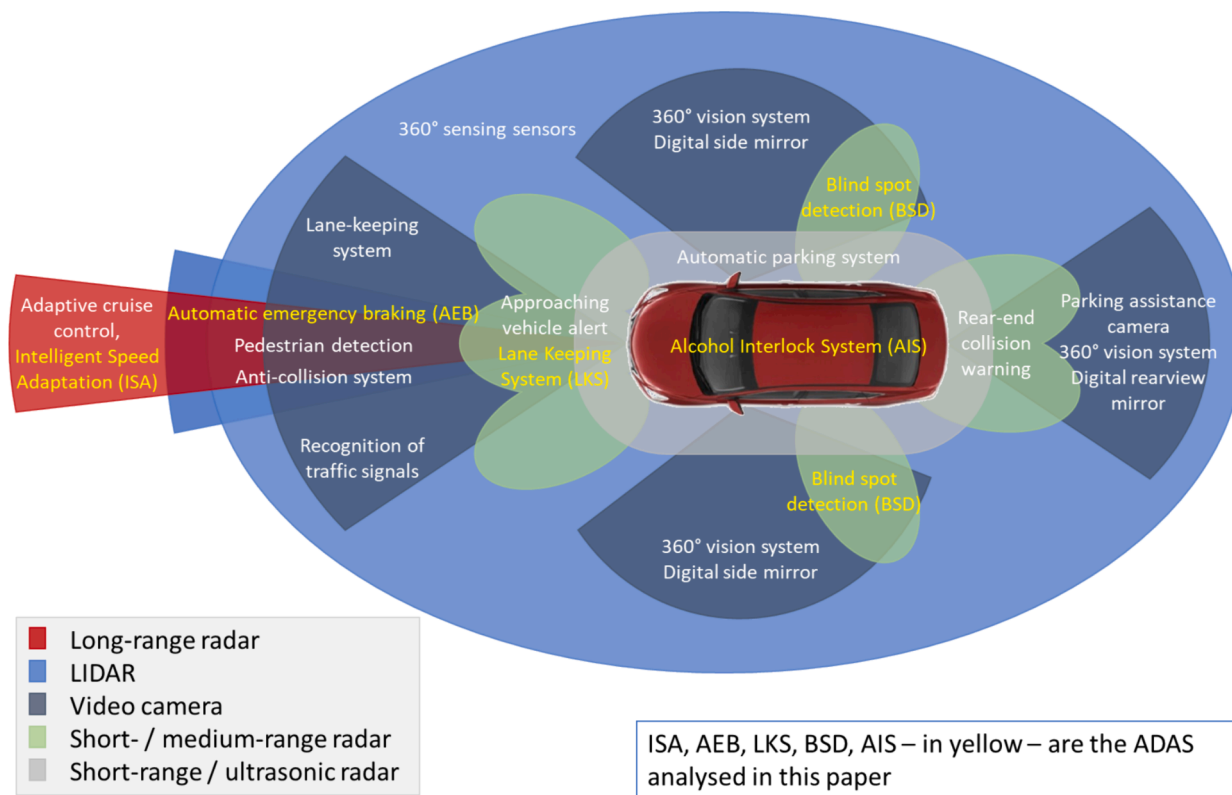 360° vision system
Digital side mirror
360° sensing sensors
Blind spot
detection (BSD)
Lane-keeping
system
Automatic parking system
Adaptive cruise
control,
Intelligent Speed
Adaptation (ISA)
Automatic emergency braking (AEB)
Pedestrian detection
Anti-collision system
Approaching
vehicle alert
Lane Keeping
System (LKS)
Alcohol Interlock System (AIS)
Rear-end
collision
warning
Parking assistance
camera
360° vision system
Digital rearview
mirror
Recognition of
traffic signals
Blind spot
detection (BSD)
360° vision system
Digital side mirror
Long-range radar
LIDAR
Video camera
Short- / medium-range radar
Short-range / ultrasonic radar
ISA, AEB, LKS, BSD, AIS – in yellow – are the ADAS
analysed in this paper